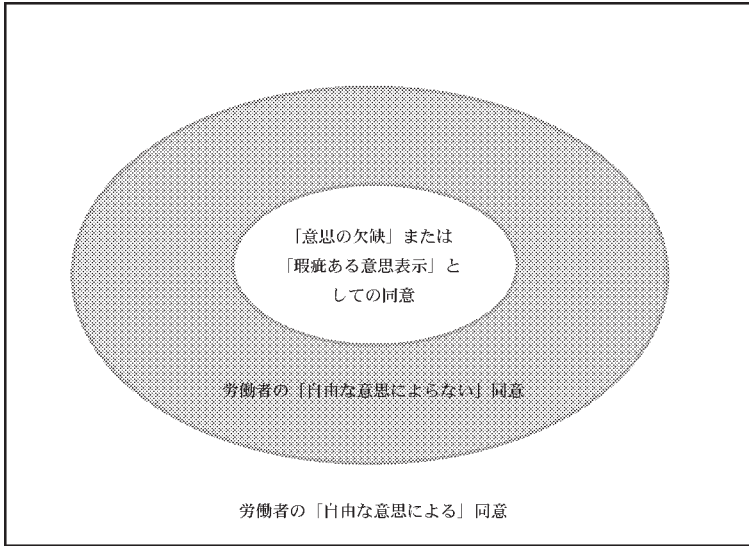 「意思の欠缺」または
「瑕疵ある意思表示」と
しての同意
労働者の「自由な意思によらない」同意
労働者の「自由な意思による」同意